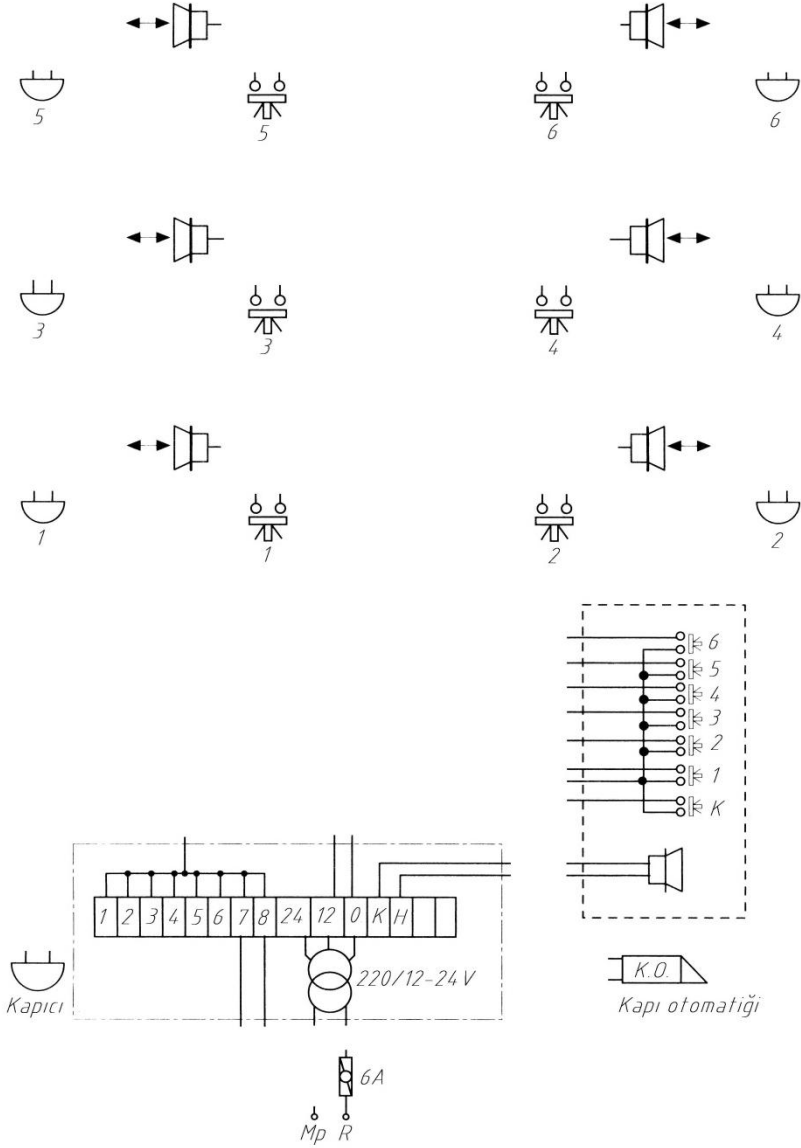 5 5 6 6
3 3 4 4
1 1 2 2
6
5
4
3
2
1
K
1 2 3 4 5 6 7 8 24 12 0 K H
220/12-24 V
Kapıcı
K.O.
Kapı otomatiği
6A
Mp R